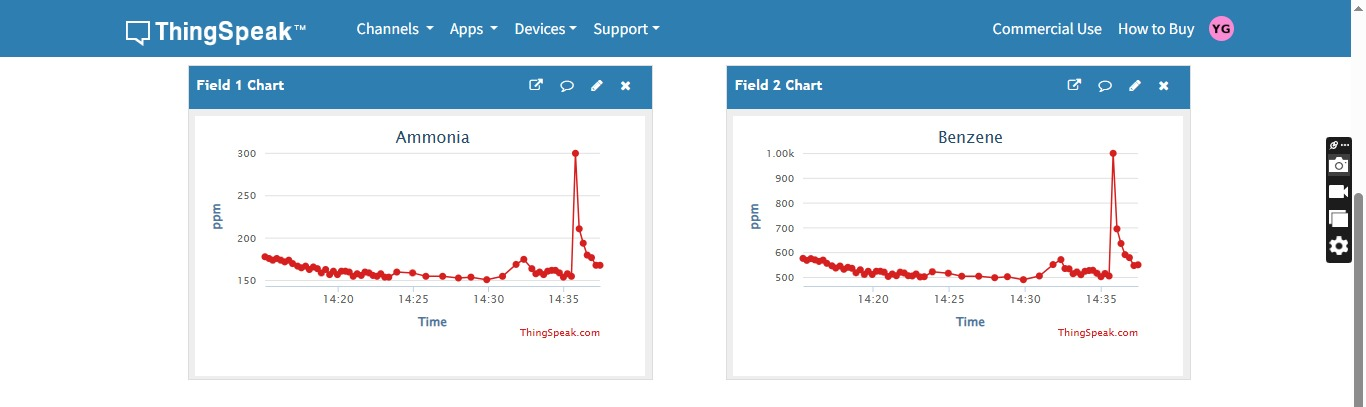 ThingSpeak™ Channels Apps Devices Support Commercial Use How to Buy YG
Field 1 Chart
Ammonia
300
250
200
150
ppm
14:20 14:25 14:30 14:35
Time
ThingSpeak.com
Field 2 Chart
Benzene
1.00k
900
800
700
600
500
ppm
14:20 14:25 14:30 14:35
Time
ThingSpeak.com